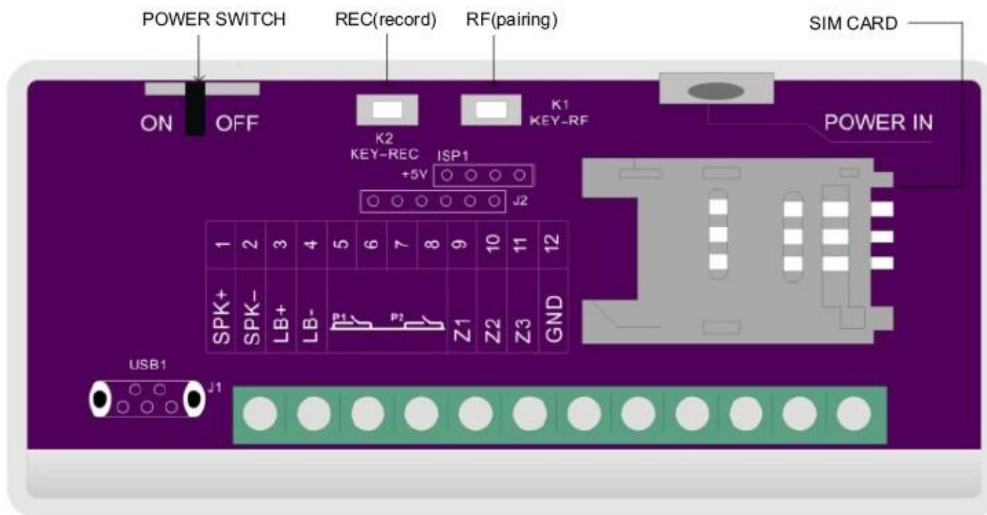 POWER SWITCH
REC(record)
RF(pairing)
SIM CARD
ON
OFF
K2
KEY-REC
K1
KEY-RF
POWER IN
ISP1
+5V
J2
1 2 3 4 5 6 7 8 9 10 11 12
SPK+ SPK- LB+ LB- P1 P2 Z1 Z2 Z3 GND
USB1
J1